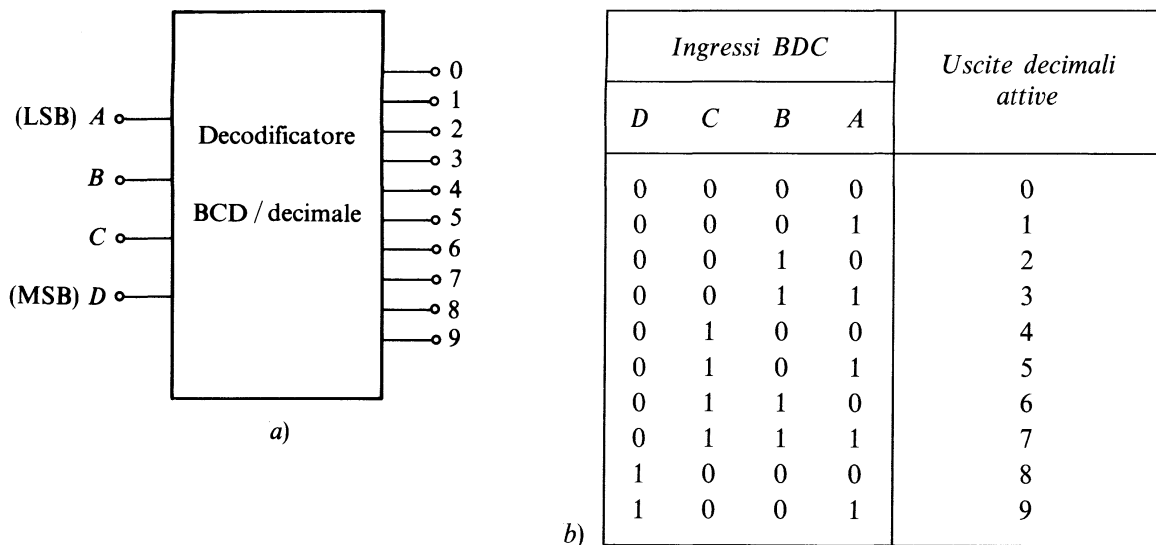 (LSB) A
B
C
(MSB) D
Decodificatore
BCD / decimale
0
1
2
3
4
5
6
7
8
9
a)
Ingressi BDC
Uscite decimali
attive
D C B A
0 0 0 0 0
0 0 0 1 1
0 0 1 0 2
0 0 1 1 3
0 1 0 0 4
0 1 0 1 5
0 1 1 0 6
0 1 1 1 7
1 0 0 0 8
1 0 0 1 9
b)